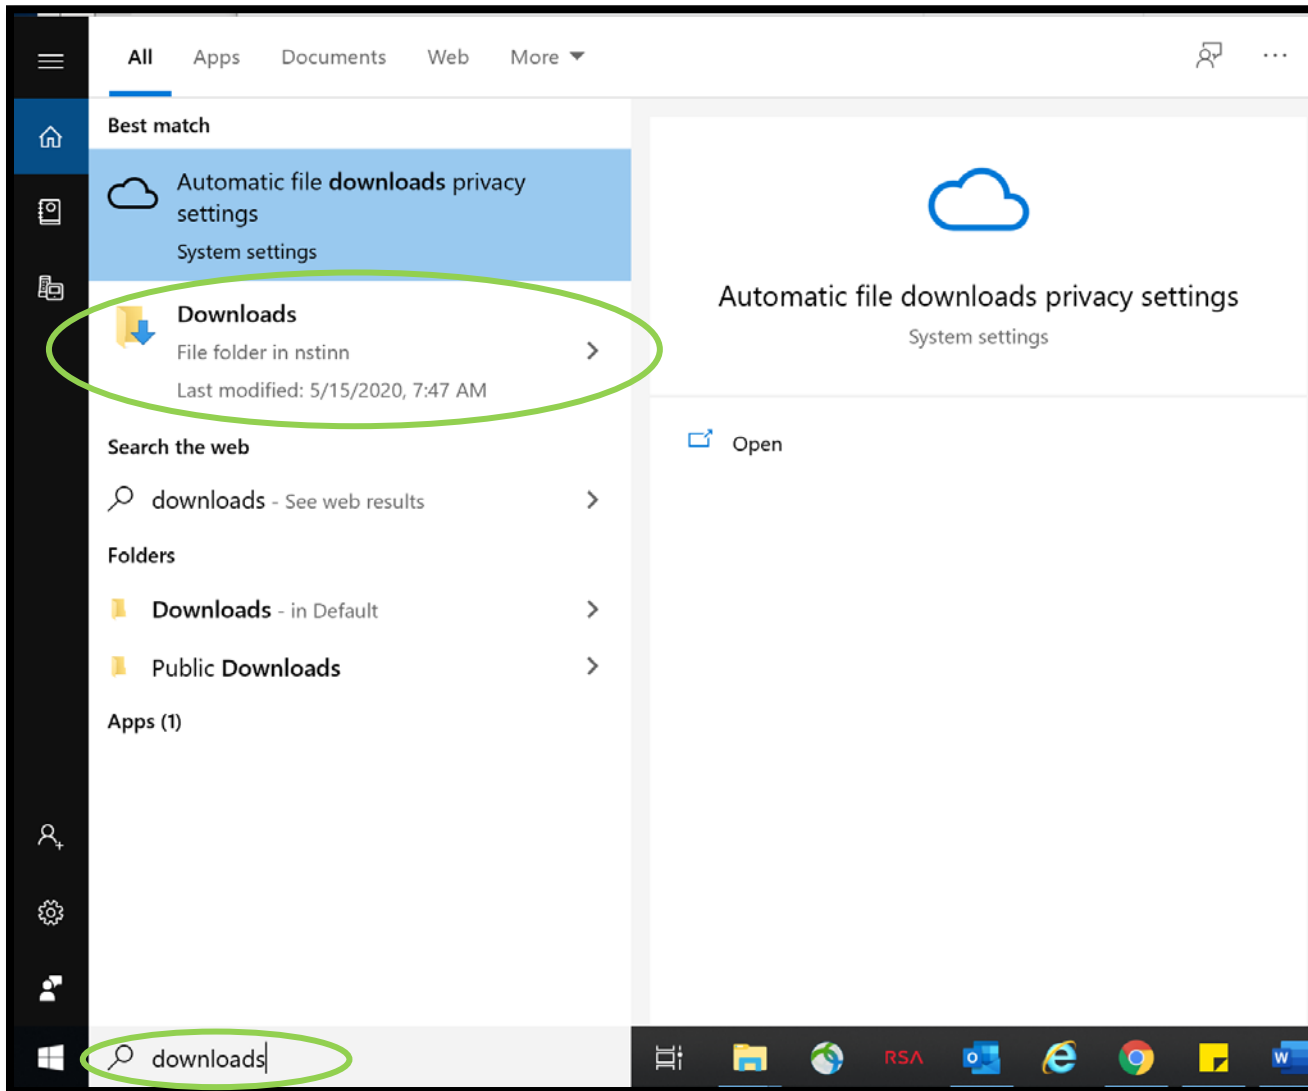 All Apps Documents Web More
Best match
Automatic file downloads privacy
settings
System settings
Downloads
File folder in nstinn
Last modified: 5/15/2020, 7:47 AM
Search the web
downloads - See web results
Folders
Downloads - in Default
Public Downloads
Apps (1)
Automatic file downloads privacy settings
System settings
Open
downloads
RSA